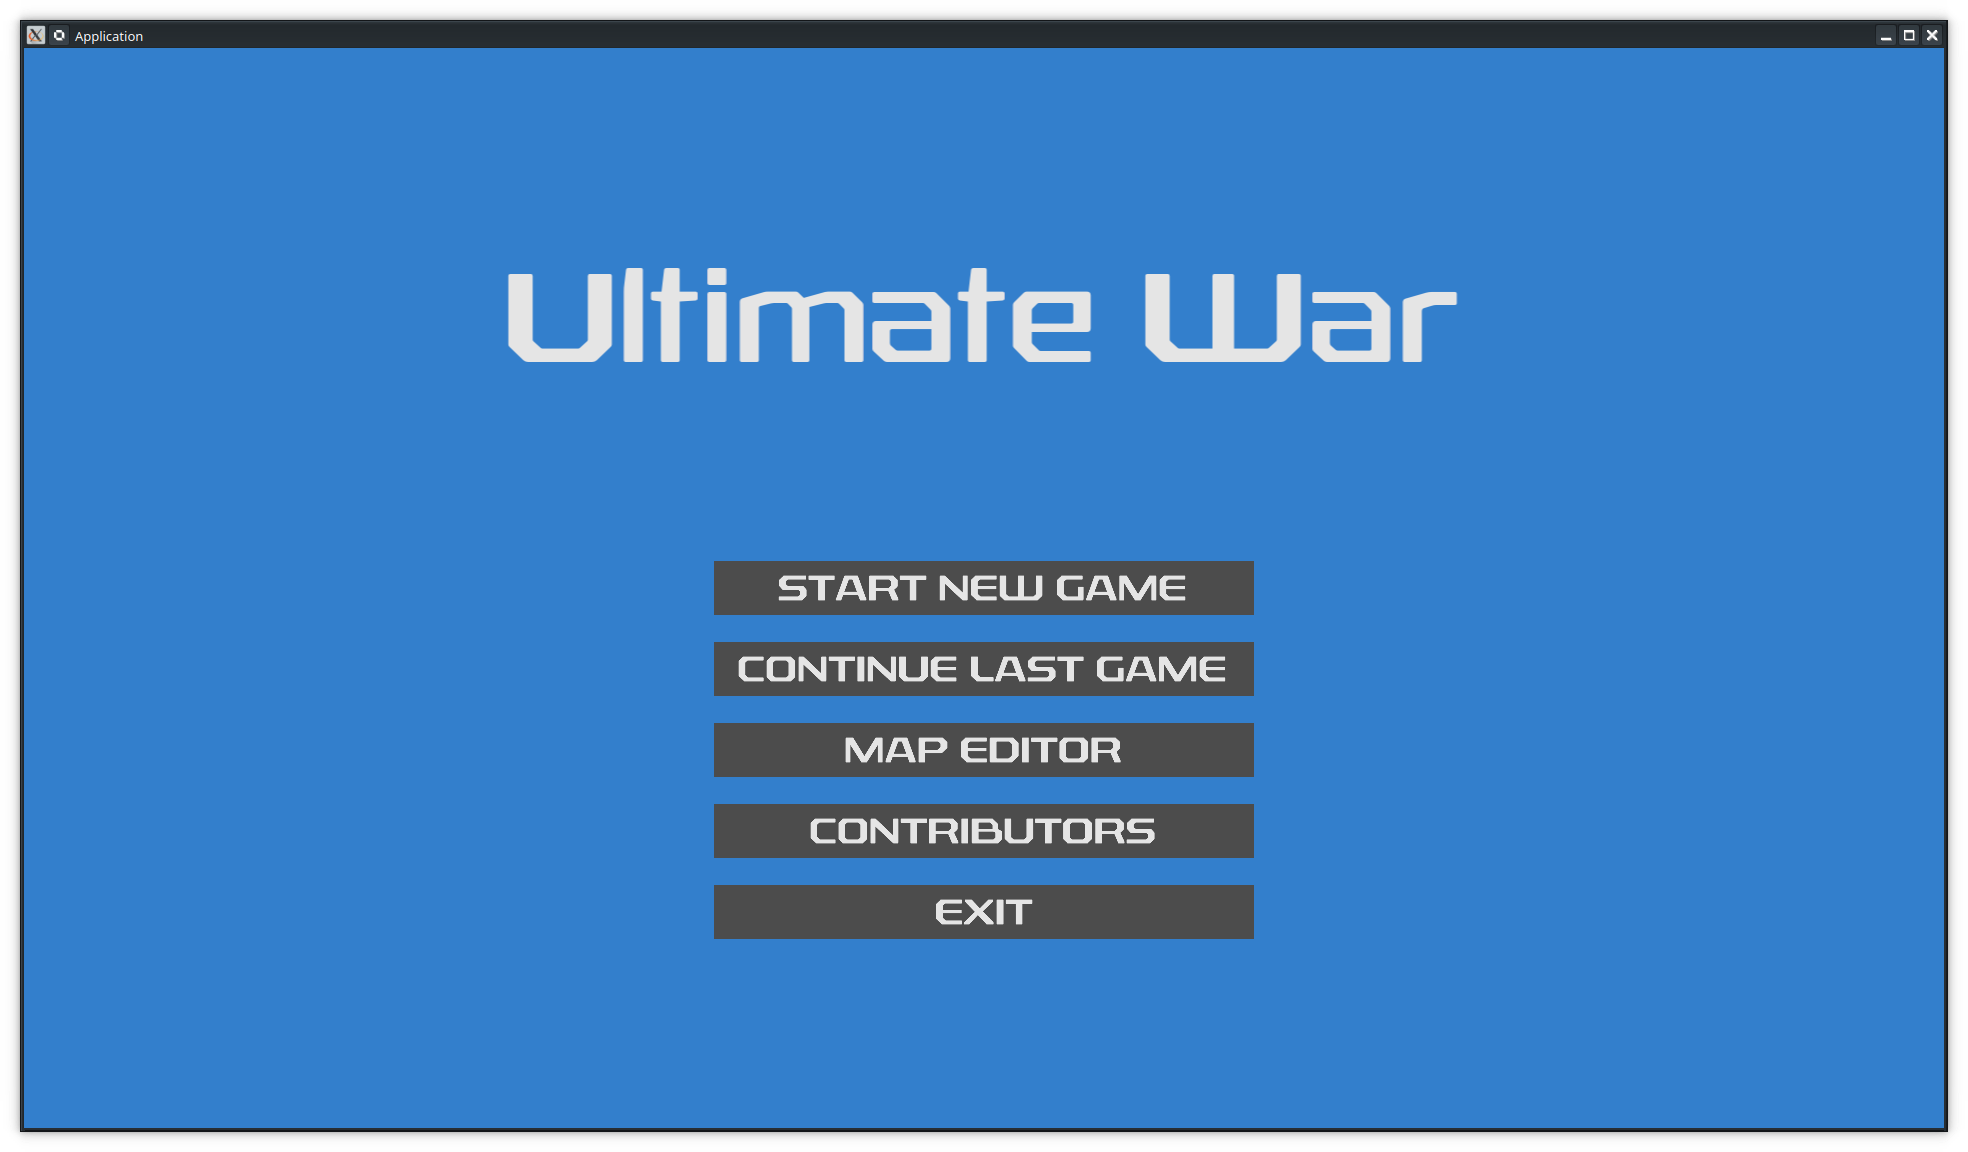 Application
Ultimate War
START NEW GAME
CONTINUE LAST GAME
MAP EDITOR
CONTRIBUTORS
EXIT